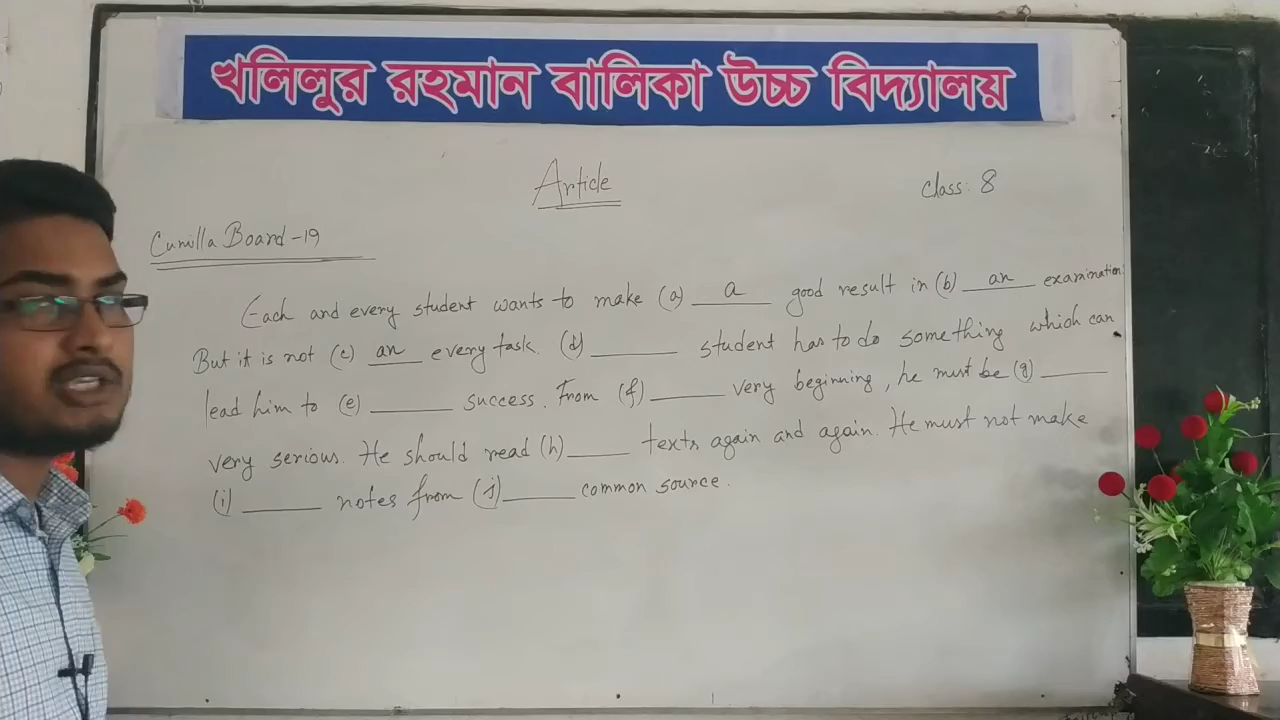 খলিলুর রহমান বালিকা উচ্চ বিদ্যালয়
Article
Class: 8
Cumilla Board-19
Each and every student wants to make (a) a good result in (b) an examination.
But it is not (c) an every task. (d) ______ student has to do something which can
lead him to (e) ______ success. From (f) ______ very beginning, he must be (g) ______
very serious. He should read (h) ______ texts again and again. He must not make
(i) ______ notes from (j) ______ common source.